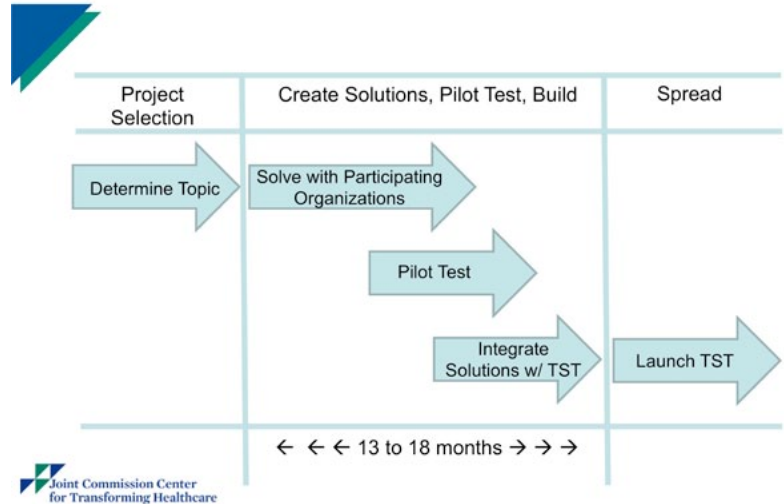 Project
Selection
Create Solutions, Pilot Test, Build
Spread
Determine Topic
Solve with Participating
Organizations
Pilot Test
Integrate
Solutions w/ TST
Launch TST
← ← ← 13 to 18 months → → →
Joint Commission Center
for Transforming Healthcare